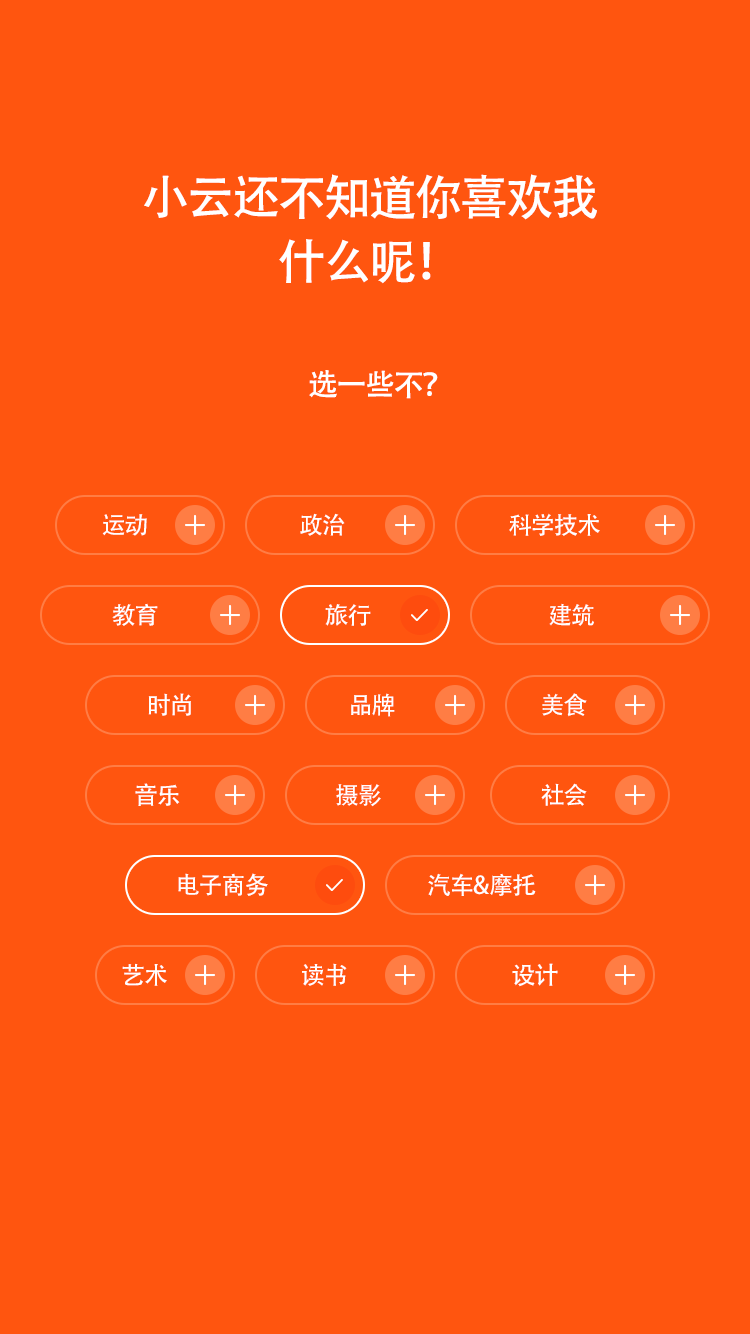 小云还不知道你喜欢我
什么呢！
选一些不？
运动 政治 科学技术
教育 旅行 建筑
时尚 品牌 美食
音乐 摄影 社会
电子商务 汽车&摩托
艺术 读书 设计